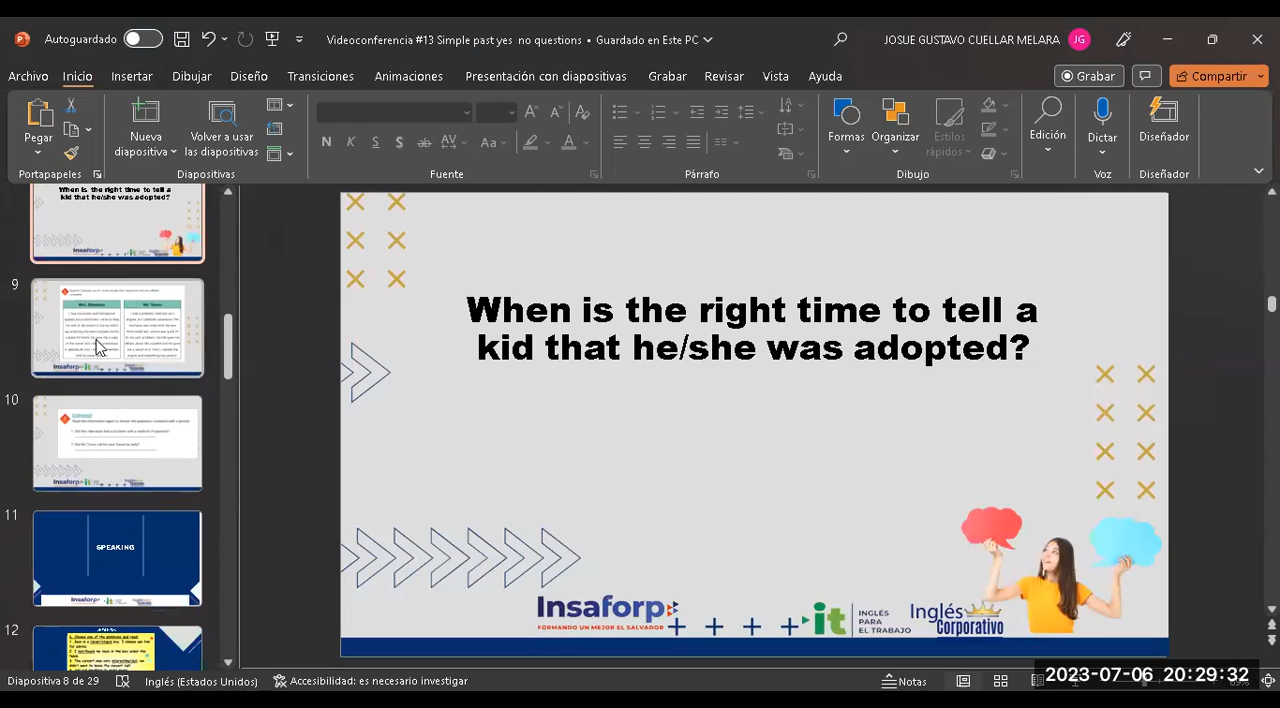 Autoguardado
Videoconferencia #13 Simple past yes no questions • Guardado en Este PC
JOSUE GUSTAVO CUELLAR MELARA
JG
Archivo Inicio Insertar Dibujar Diseño Transiciones Animaciones Presentación con diapositivas Grabar Revisar Vista Ayuda
Grabar
Compartir
Pegar
Nueva diapositiva
Volver a usar las diapositivas
N K S S ab AV Aa A
Formas
Organizar
Estilos rápidos
Edición
Dictar
Diseñador
Portapapeles
Diapositivas
Fuente
Párrafo
Dibujo
Voz
Diseñador
When is the right time to tell a
kid that he/she was adopted?
Insaforp
9
10
11
SPEAKING
12
When is the right time to tell a
kid that he/she was adopted?
Insaforp
FORMANDO UN MEJOR EL SALVADOR
it
INGLÉS
PARA
EL TRABAJO
Inglés
Corporativo
Diapositiva 8 de 29
Inglés (Estados Unidos)
Accesibilidad: es necesario investigar
Notas
2023-07-06 20:29:32